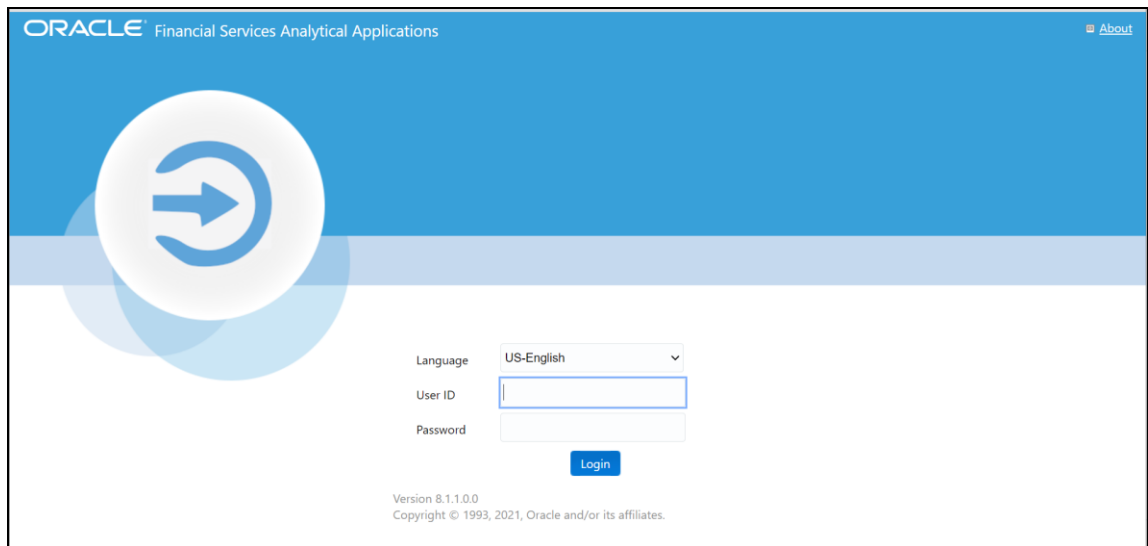 ORACLE® Financial Services Analytical Applications
About
Language US-English
User ID
Password
Login
Version 8.1.1.0.0
Copyright © 1993, 2021, Oracle and/or its affiliates.